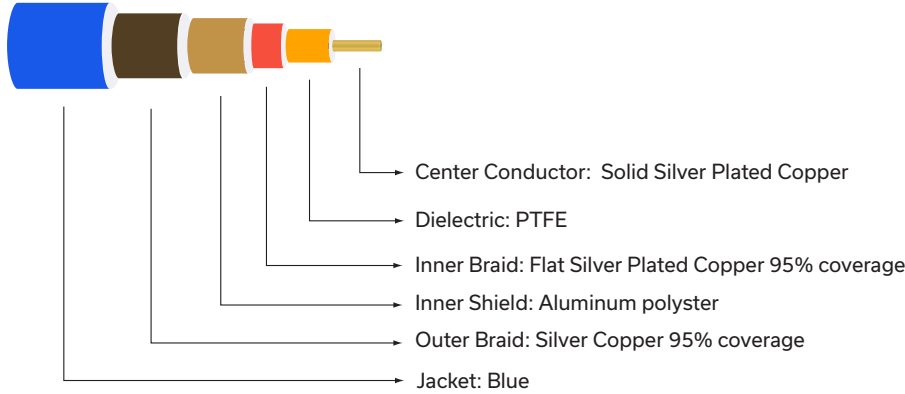 Center Conductor: Solid Silver Plated Copper
Dielectric: PTFE
Inner Braid: Flat Silver Plated Copper 95% coverage
Inner Shield: Aluminum polyster
Outer Braid: Silver Copper 95% coverage
Jacket: Blue